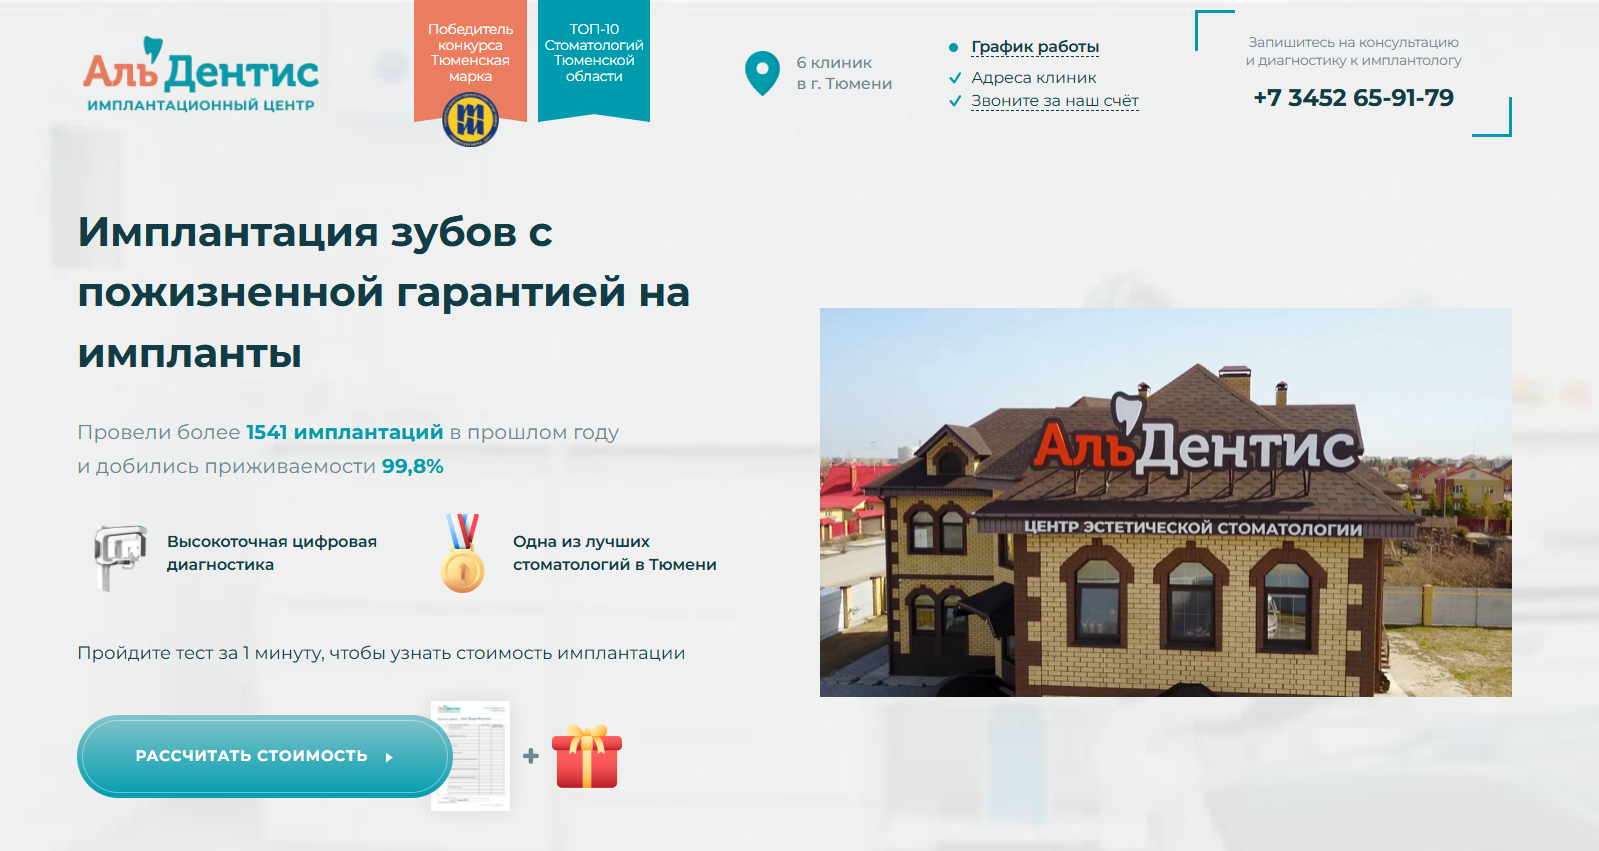 АльДентис
ИМПЛАНТАЦИОННЫЙ ЦЕНТР
Победитель
конкурса
Тюменская
марка
ТОП-10
Стоматологий
Тюменской
области
6 клиник
в г. Тюмени
График работы
Адреса клиник
Звоните за наш счёт
Запишитесь на консультацию
и диагностику к имплантологу
+7 3452 65-91-79
Имплантация зубов с
пожизненной гарантией на
импланты
Провели более 1541 имплантаций в прошлом году
и добились приживаемости 99,8%
Высокоточная цифровая
диагностика
Одна из лучших
стоматологий в Тюмени
Пройдите тест за 1 минуту, чтобы узнать стоимость имплантации
РАССЧИТАТЬ СТОИМОСТЬ
+
АльДентис
ЦЕНТР ЭСТЕТИЧЕСКОЙ СТОМАТОЛОГИИ